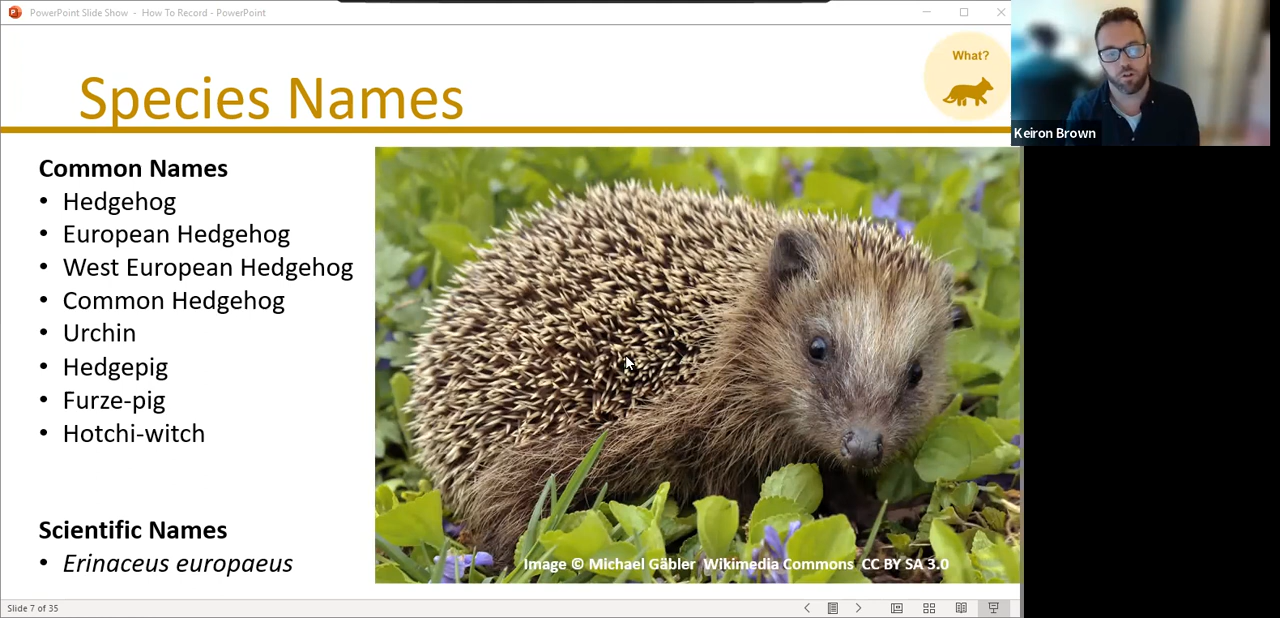 PowerPoint Slide Show - How To Record - PowerPoint
Species Names
What?
Keiron Brown
Common Names
• Hedgehog
• European Hedgehog
• West European Hedgehog
• Common Hedgehog
• Urchin
• Hedgepig
• Furze-pig
• Hotchi-witch
Scientific Names
• Erinaceus europaeus
Image © Michael Gäbler Wikimedia Commons CC BY SA 3.0
Slide 7 of 35